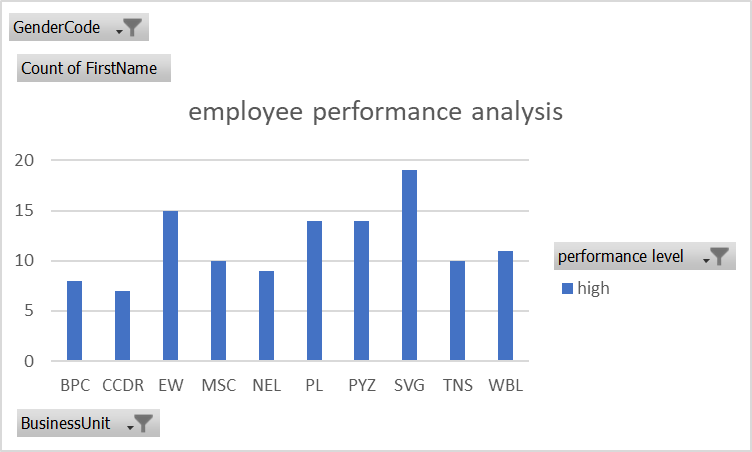 GenderCode
Count of FirstName
employee performance analysis
20
15
10
5
0
BPC CCDR EW MSC NEL PL PYZ SVG TNS WBL
performance level
high
BusinessUnit